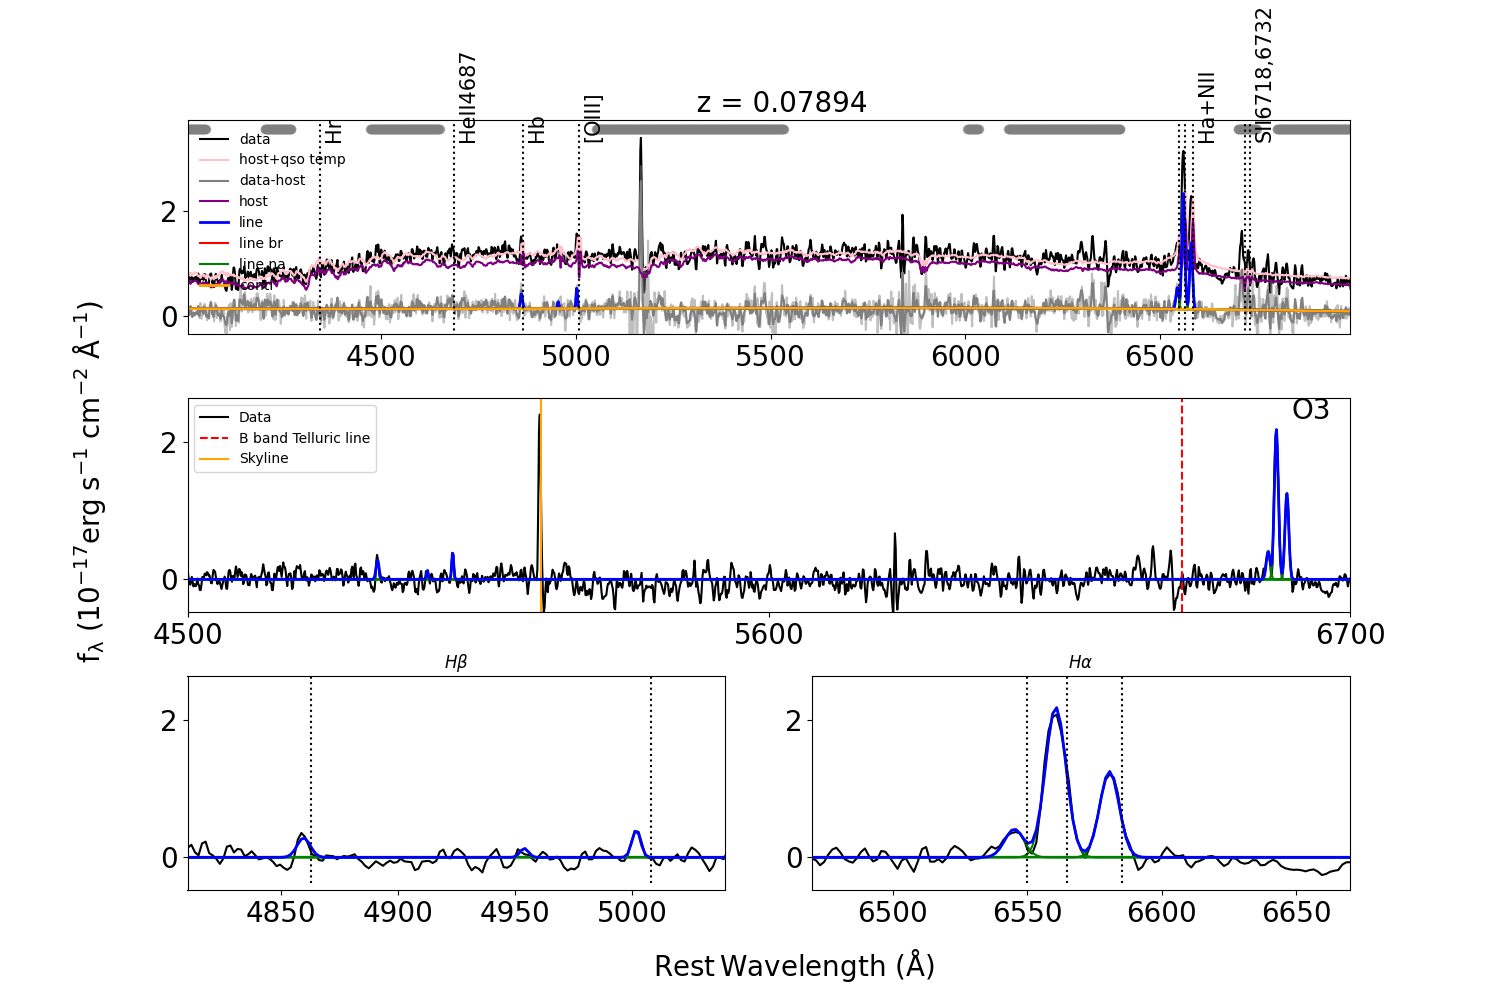 z = 0.07894
Hr
HeII4687
Hb
[OIII]
Ha+NII
SII6718,6732
data
host+qso temp
data-host
host
line
line br
line na
conti
2
0
4500
5000
5500
6000
6500
fλ (10⁻¹⁷erg s⁻¹ cm⁻² Å⁻¹)
O3
Data
B band Telluric line
Skyline
2
0
4500
5600
6700
Hβ
2
0
4850
4900
4950
5000
Hα
2
0
6500
6550
6600
6650
Rest Wavelength (Å)